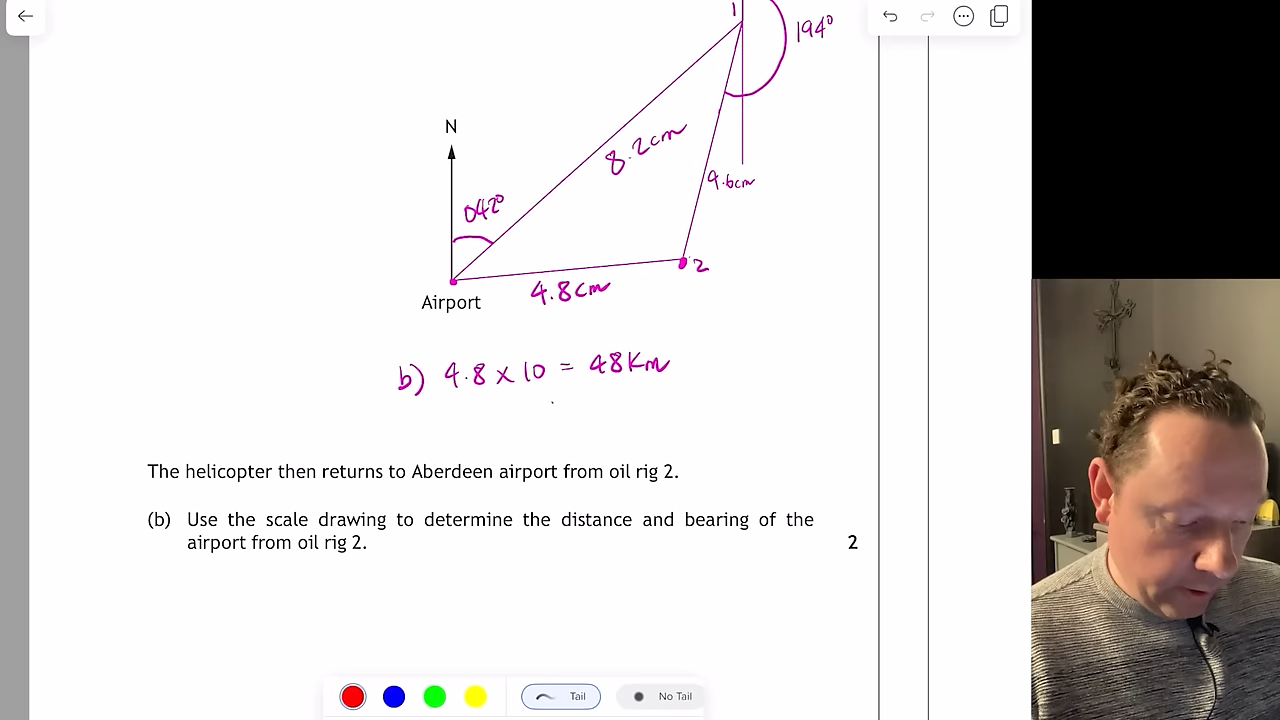 1
194°
N
8.2cm
9.6cm
042°
2
4.8cm
Airport
b) 4.8 × 10 = 48Km
The helicopter then returns to Aberdeen airport from oil rig 2.
(b) Use the scale drawing to determine the distance and bearing of the
airport from oil rig 2.
2
Tail
No Tail